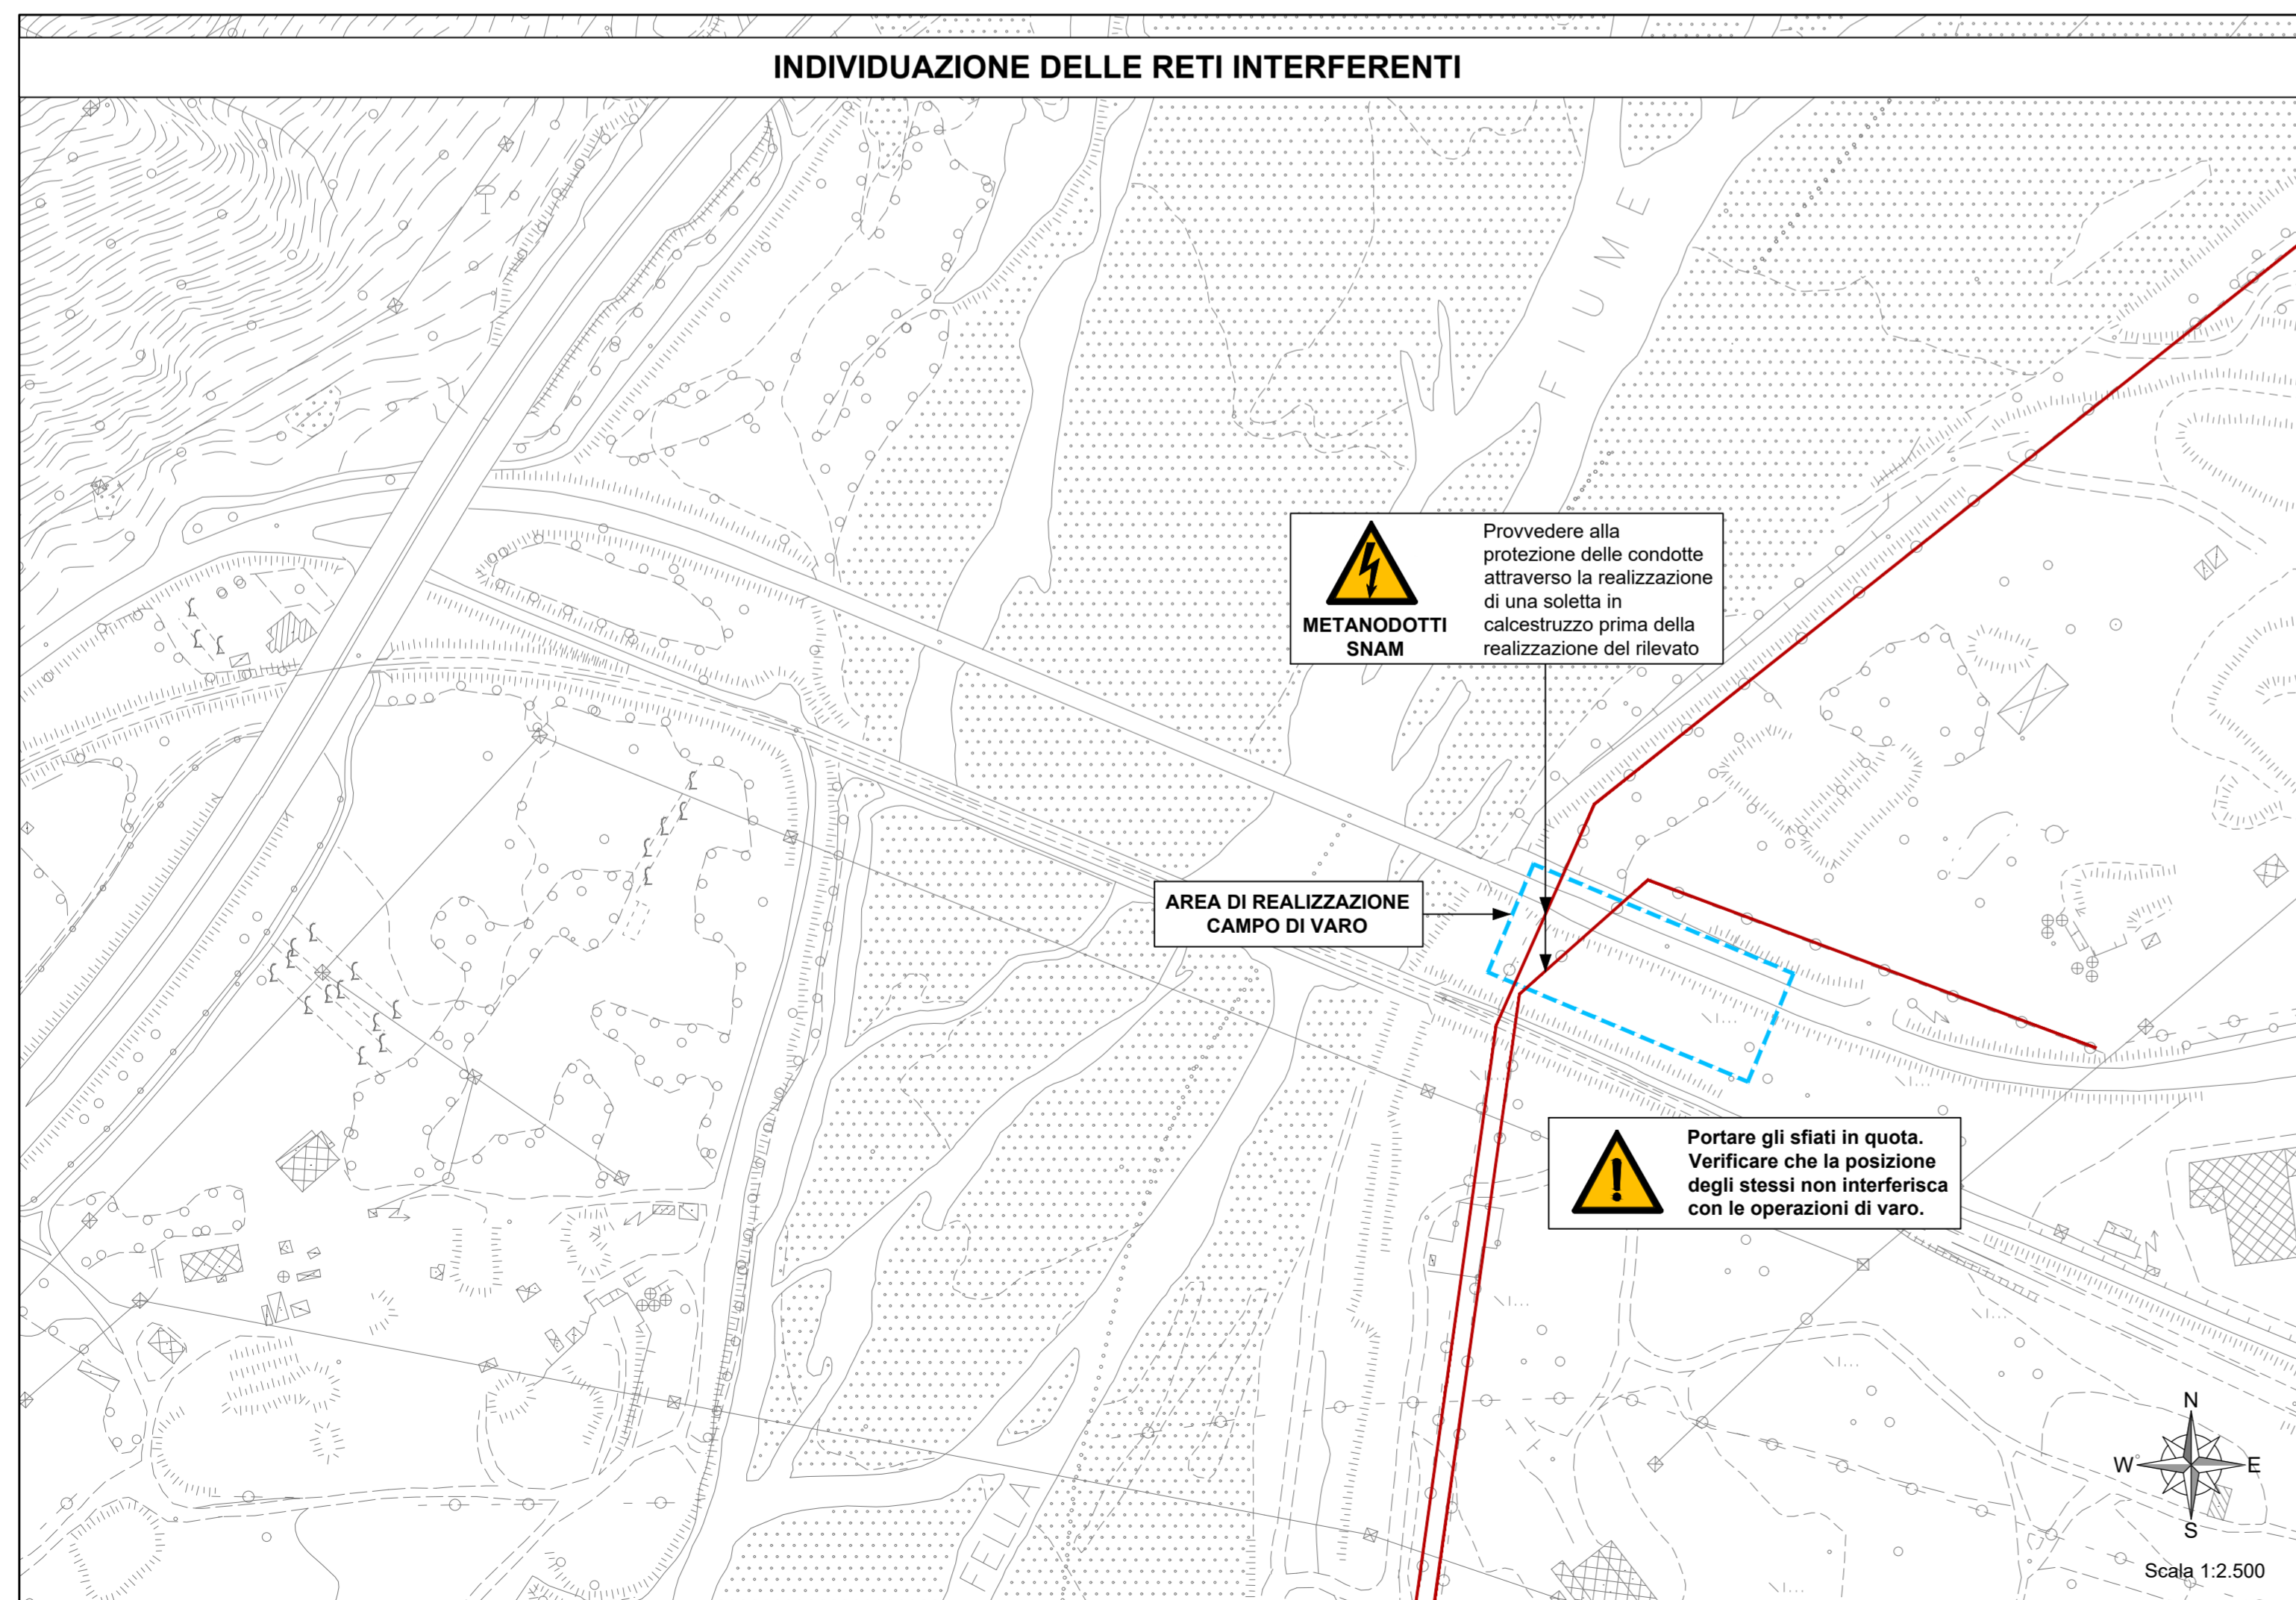 INDIVIDUAZIONE DELLE RETI INTERFERENTI
FIUME
Provvedere alla
protezione delle condotte
attraverso la realizzazione
di una soletta in
calcestruzzo prima della
realizzazione del rilevato
METANODOTTI
SNAM
AREA DI REALIZZAZIONE
CAMPO DI VARO
Portare gli sfiati in quota.
Verificare che la posizione
degli stessi non interferisca
con le operazioni di varo.
FELLA
N
W
E
S
Scala 1:2.500